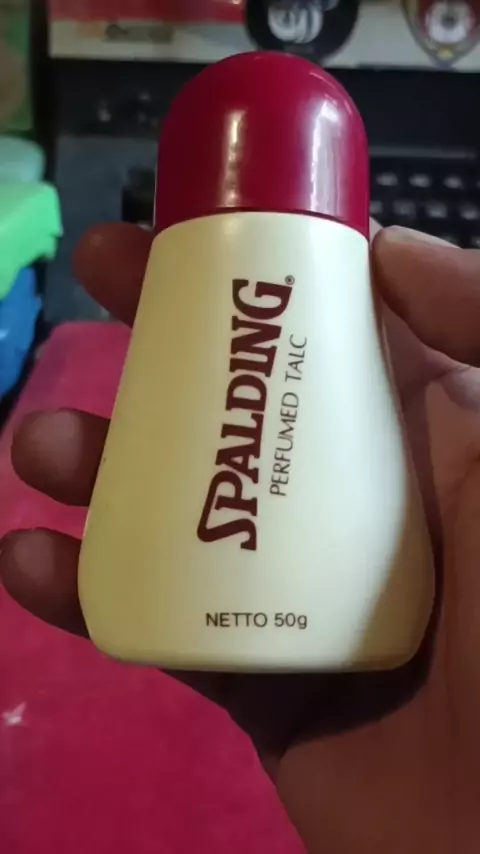 SPALDING®
PERFUMED TALC
NETTO 50g